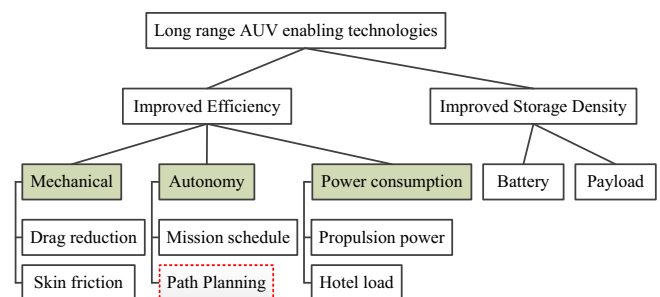 Long range AUV enabling technologies
Improved Efficiency
Improved Storage Density
Mechanical
Autonomy
Power consumption
Battery
Payload
Drag reduction
Mission schedule
Propulsion power
Skin friction
Path Planning
Hotel load